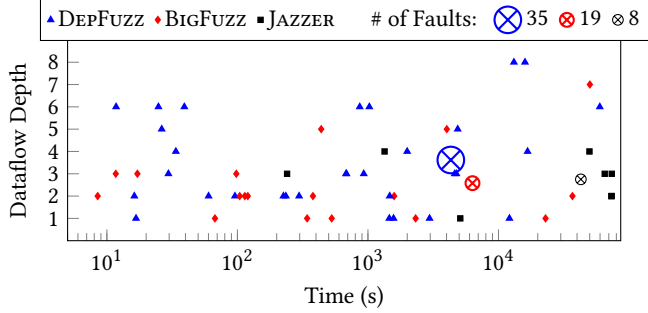 DEPFUZZ BIGFUZZ JAZZER # of Faults: 35 19 8
8
7
6
5
4
3
2
1
Dataflow Depth
10^1 10^2 10^3 10^4
Time (s)